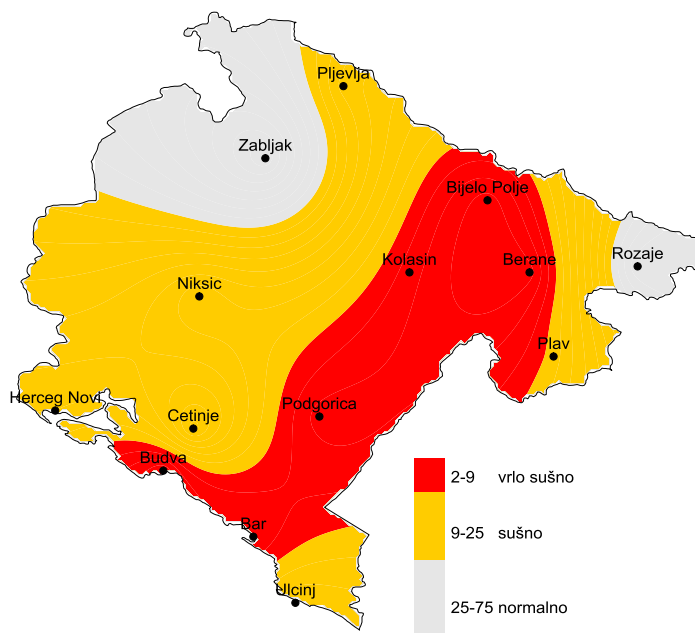 Pljevlja
Zabljak
Bijelo Polje
Kolasin
Berane
Rozaje
Niksic
Plav
Herceg Novi
Podgorica
Cetinje
Budva
2-9 vrlo sušno
Bar
9-25 sušno
Ulcinj
25-75 normalno